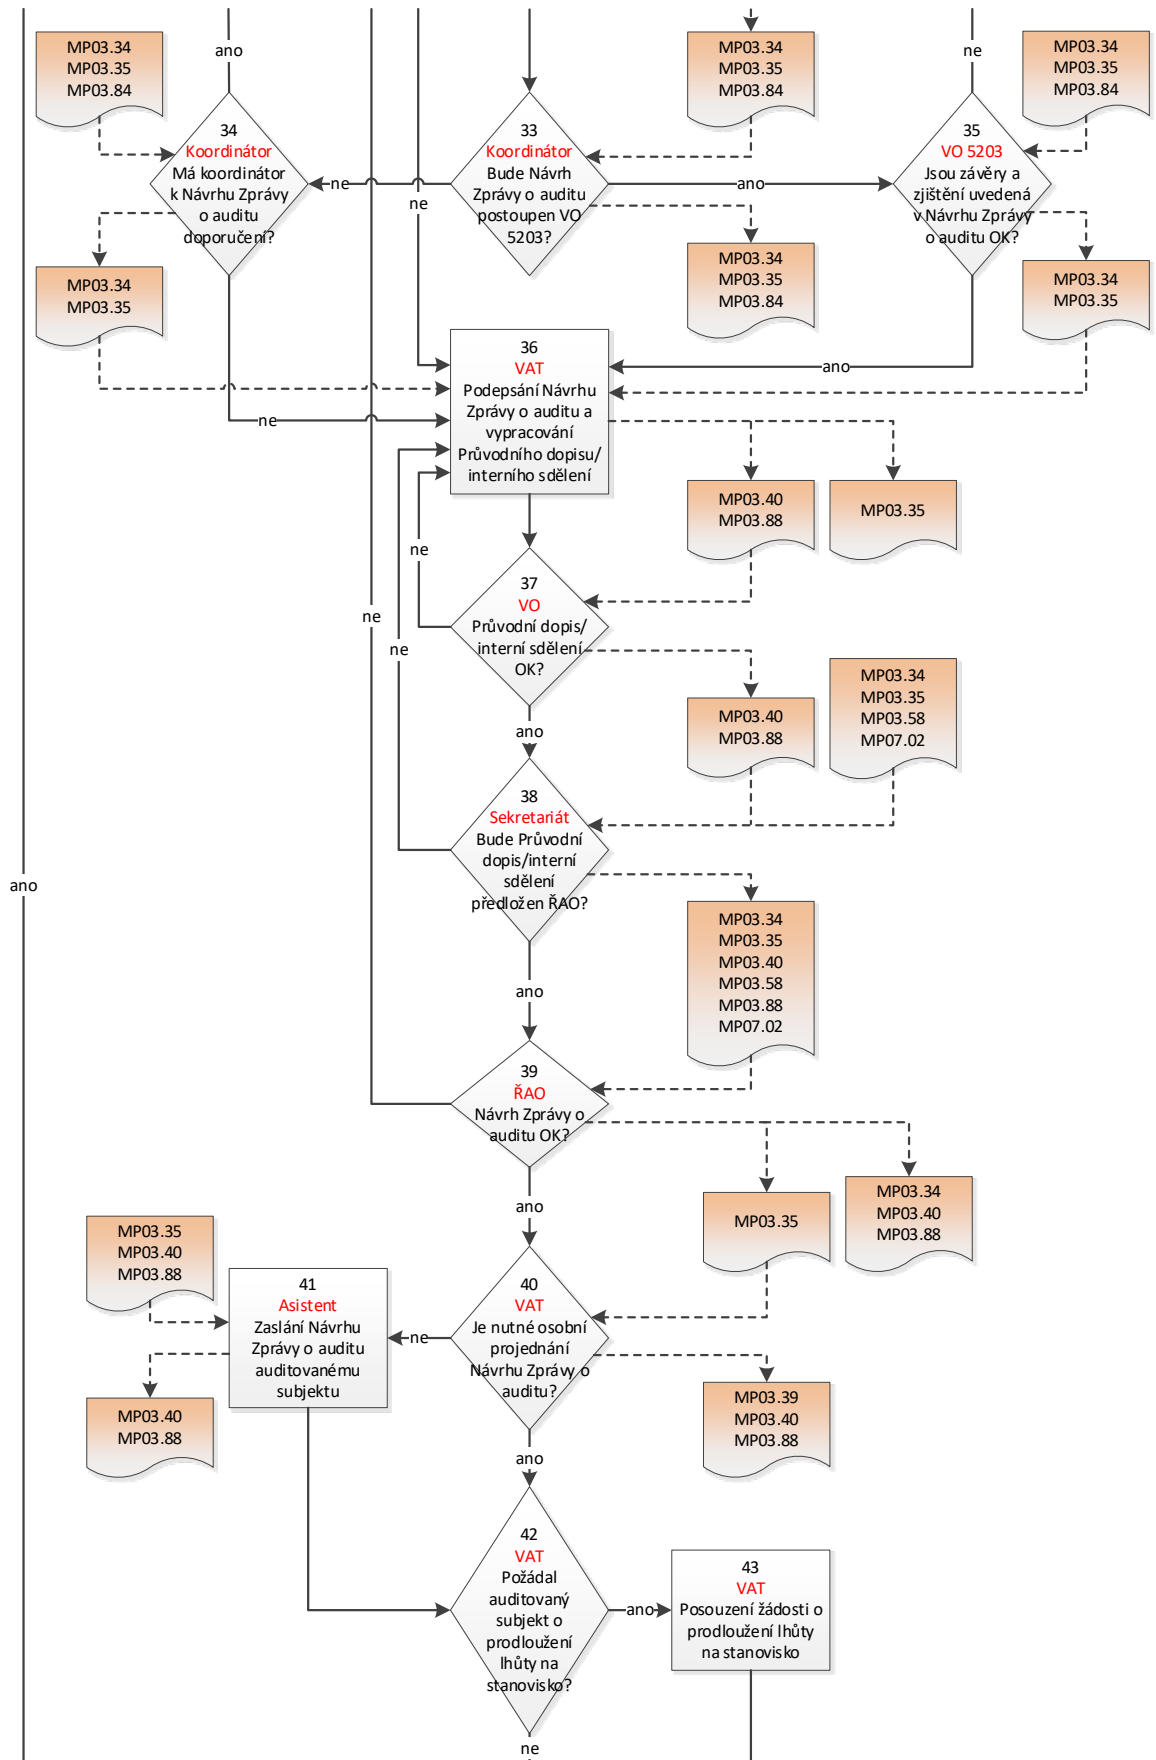 MP03.34
MP03.35
MP03.84
ano
MP03.34
MP03.35
MP03.84
ne
MP03.34
MP03.35
MP03.84
34
Koordinátor
Má koordinátor
k Návrhu Zprávy
o auditu
doporučení?
ne
ne
33
Koordinátor
Bude Návrh
Zprávy o auditu
postoupen VO
5203?
ano
35
VO 5203
Jsou závěry a
zjištění uvedená
v Návrhu Zprávy
o auditu OK?
MP03.34
MP03.35
MP03.34
MP03.35
MP03.84
MP03.34
MP03.35
36
VAT
Podepsání Návrhu
Zprávy o auditu a
vypracování
Průvodního dopisu/
interního sdělení
ano
ne
MP03.40
MP03.88
MP03.35
ne
37
VO
Průvodní dopis/
interní sdělení
OK?
ne
ne
ano
MP03.40
MP03.88
MP03.34
MP03.35
MP03.58
MP07.02
38
Sekretariát
Bude Průvodní
dopis/interní
sdělení
předložen ŘAO?
ano
ano
MP03.34
MP03.35
MP03.40
MP03.58
MP03.88
MP07.02
39
ŘAO
Návrh Zprávy o
auditu OK?
ano
MP03.35
MP03.34
MP03.40
MP03.88
MP03.35
MP03.40
MP03.88
41
Asistent
Zaslání Návrhu
Zprávy o auditu
auditovanému
subjektu
ne
40
VAT
Je nutné osobní
projednání
Návrhu Zprávy o
auditu?
MP03.40
MP03.88
MP03.39
MP03.40
MP03.88
ano
42
VAT
Požádal
auditovaný
subjekt o
prodloužení
lhůty na
stanovisko?
ano
43
VAT
Posouzení žádosti o
prodloužení lhůty
na stanovisko
ne